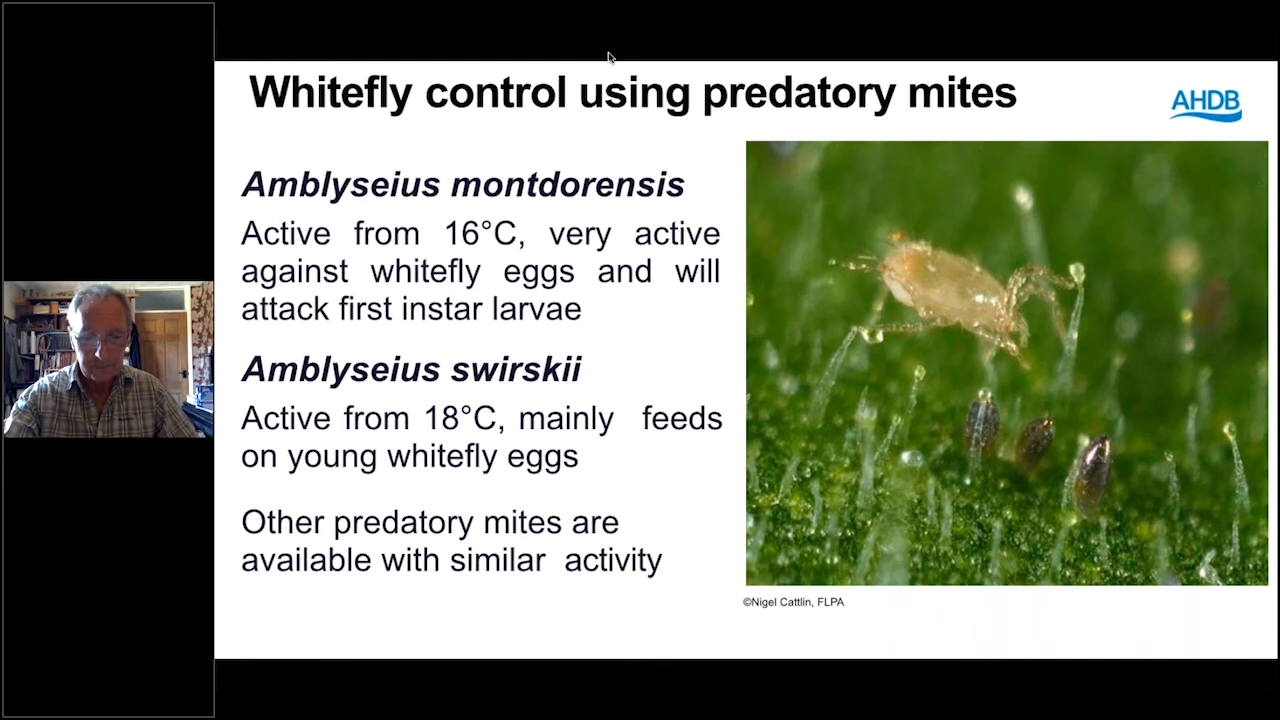 Whitefly control using predatory mites
AHDB
Amblyseius montdorensis
Active from 16°C, very active
against whitefly eggs and will
attack first instar larvae
Amblyseius swirskii
Active from 18°C, mainly feeds
on young whitefly eggs
Other predatory mites are
available with similar activity
©Nigel Cattlin, FLPA